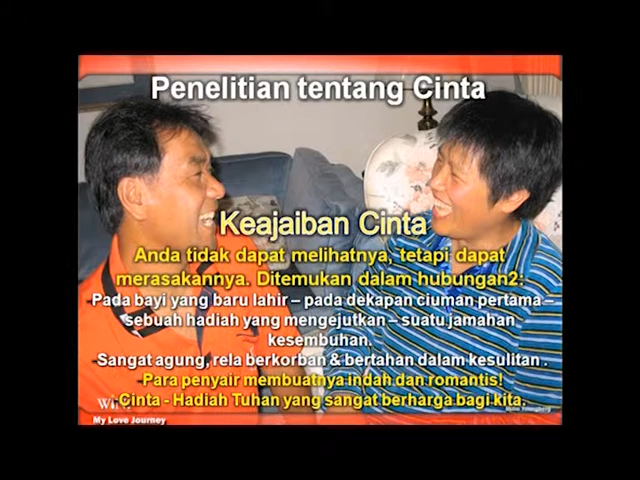 Penelitian tentang Cinta
Keajaiban Cinta
Anda tidak dapat melihatnya, tetapi dapat
merasakannya. Ditemukan dalam hubungan2:
-Pada bayi yang baru lahir – pada dekapan ciuman pertama –
sebuah hadiah yang mengejutkan – suatu jamahan
kesembuhan.
-Sangat agung, rela berkorban & bertahan dalam kesulitan .
-Para penyair membuatnya indah dan romantis!
-Cinta - Hadiah Tuhan yang sangat berharga bagi kita.
My Love Journey